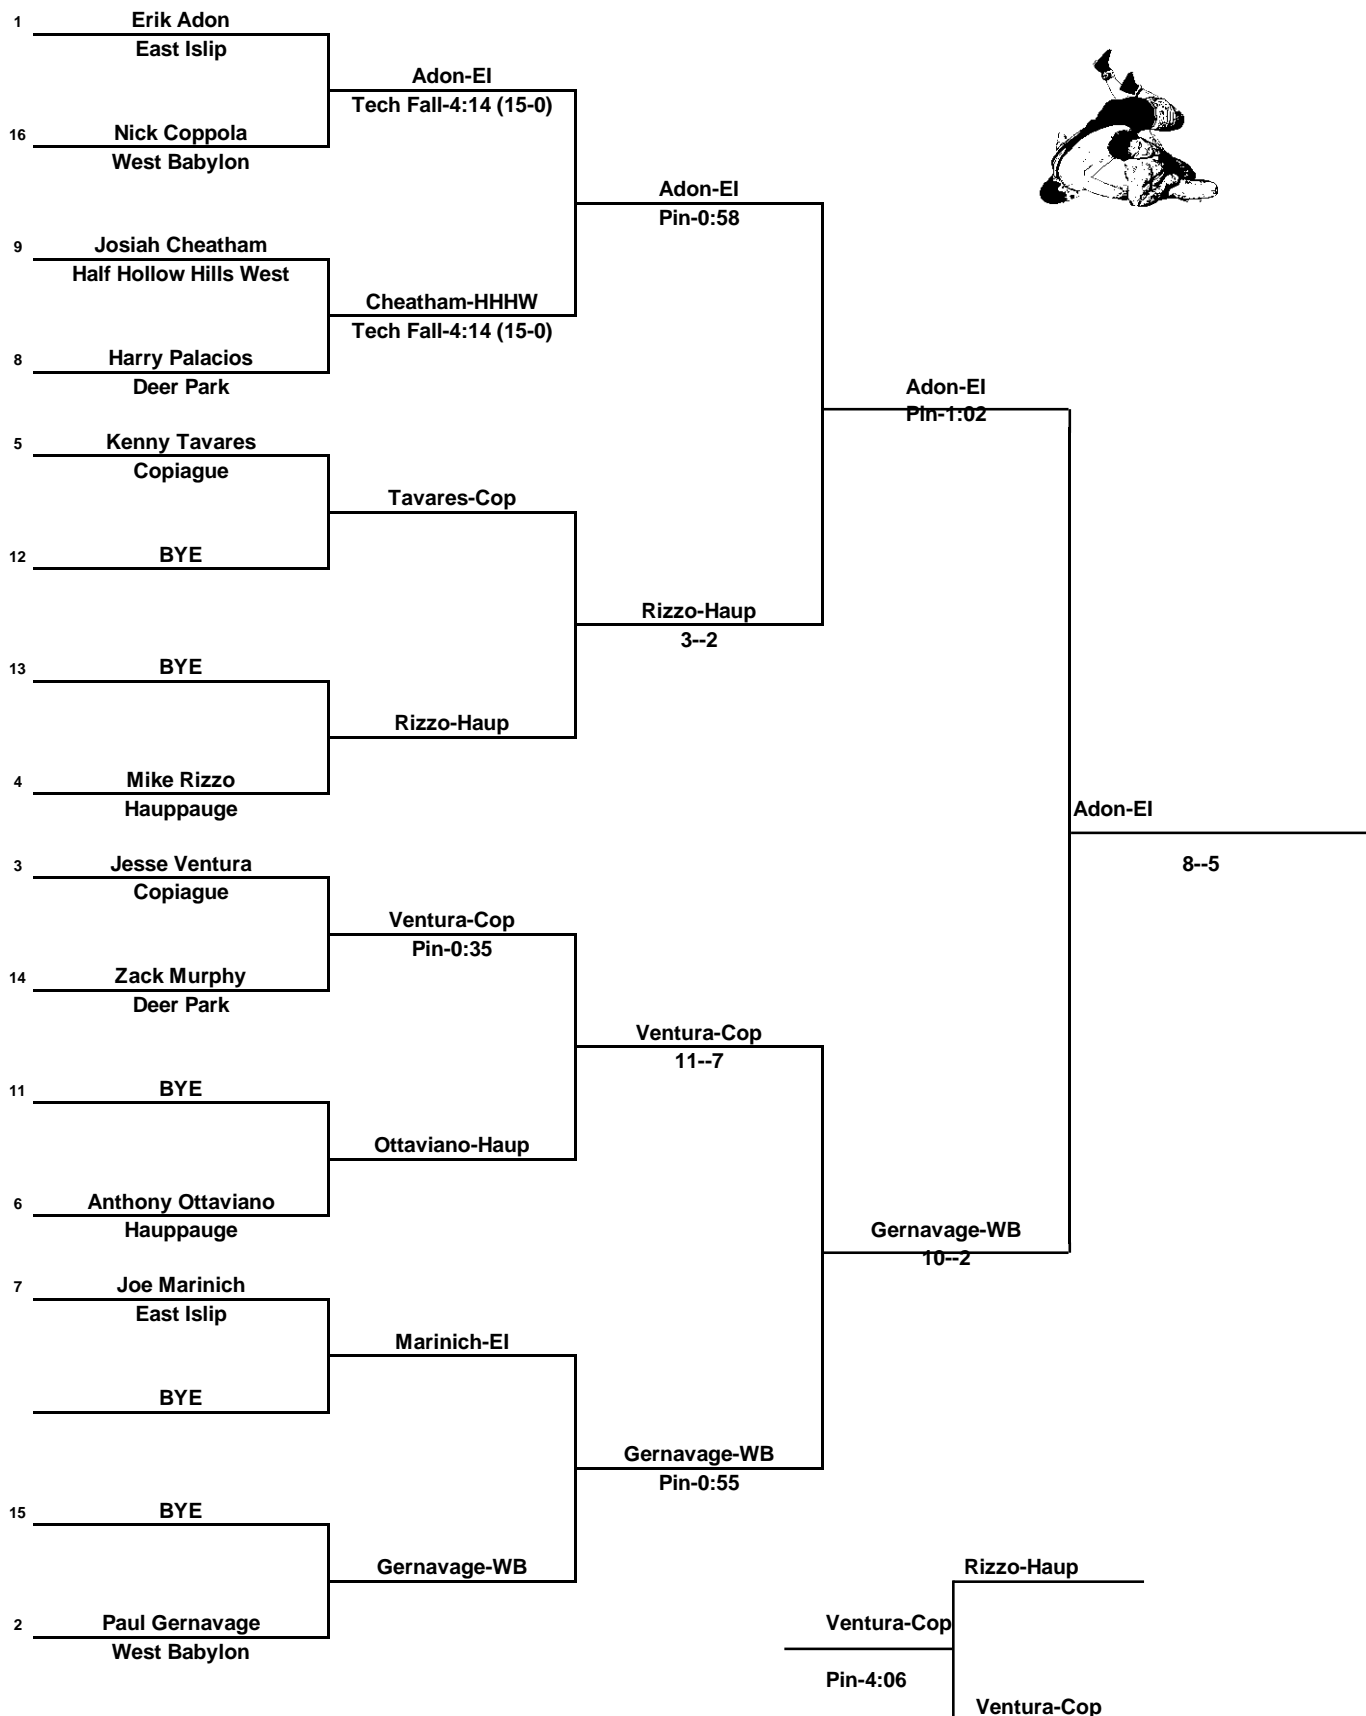 1
Erik Adon
East Islip
Adon-EI
Tech Fall-4:14 (15-0)
16
Nick Coppola
West Babylon
Adon-EI
Pin-0:58
9
Josiah Cheatham
Half Hollow Hills West
Cheatham-HHHW
Tech Fall-4:14 (15-0)
8
Harry Palacios
Deer Park
Adon-EI
Pin-1:02
5
Kenny Tavares
Copiague
Tavares-Cop
12
BYE
Rizzo-Haup
3--2
13
BYE
Rizzo-Haup
4
Mike Rizzo
Hauppauge
Adon-EI
8--5
3
Jesse Ventura
Copiague
Ventura-Cop
Pin-0:35
14
Zack Murphy
Deer Park
Ventura-Cop
11--7
11
BYE
Ottaviano-Haup
6
Anthony Ottaviano
Hauppauge
Gernavage-WB
10--2
7
Joe Marinich
East Islip
Marinich-EI
BYE
Gernavage-WB
Pin-0:55
15
BYE
Gernavage-WB
2
Paul Gernavage
West Babylon
Rizzo-Haup
Ventura-Cop
Pin-4:06
Ventura-Cop